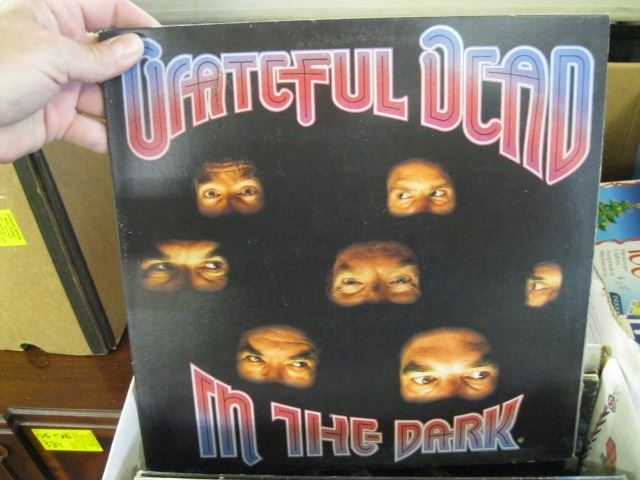 GRATEFUL DEAD
IN THE DARK